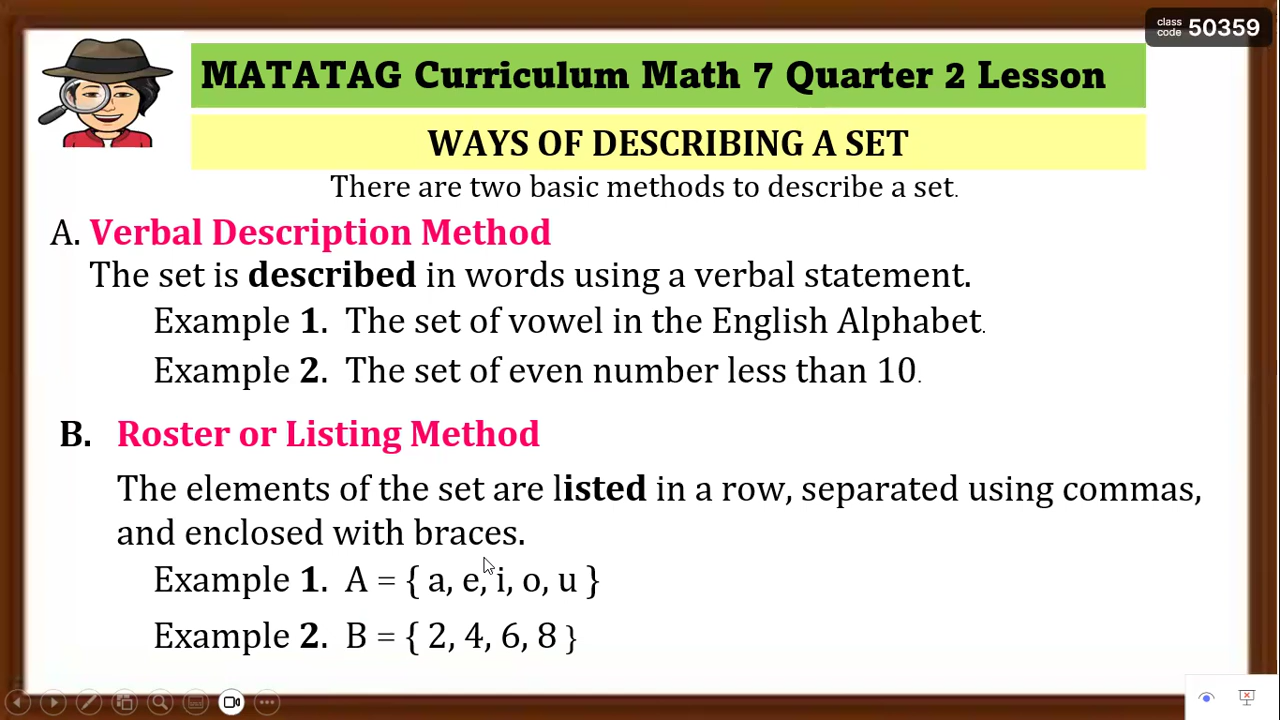 class code 50359
MATATAG Curriculum Math 7 Quarter 2 Lesson
WAYS OF DESCRIBING A SET
There are two basic methods to describe a set.
A. Verbal Description Method
The set is described in words using a verbal statement.
Example 1. The set of vowel in the English Alphabet.
Example 2. The set of even number less than 10.
B. Roster or Listing Method
The elements of the set are listed in a row, separated using commas,
and enclosed with braces.
Example 1. A = { a, e, i, o, u }
Example 2. B = { 2, 4, 6, 8 }